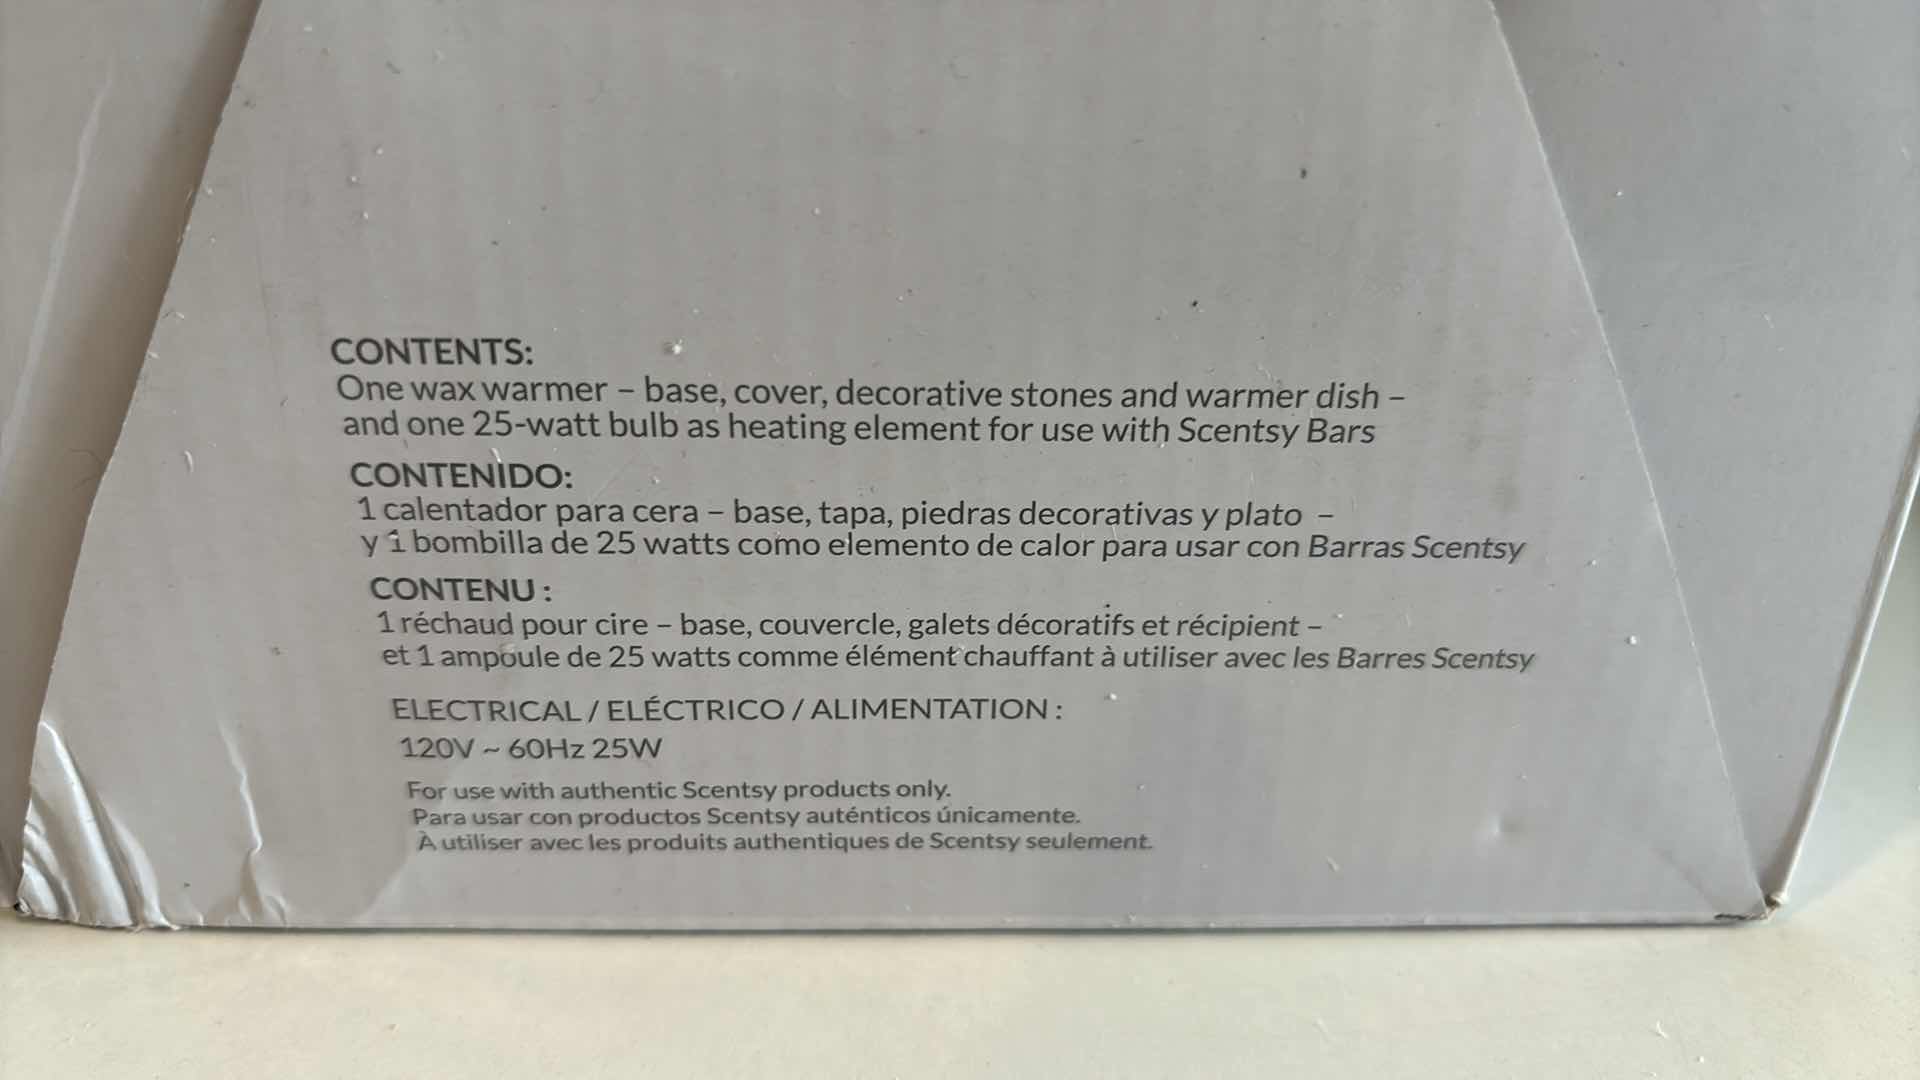 CONTENTS:
One wax warmer – base, cover, decorative stones and warmer dish –
and one 25-watt bulb as heating element for use with Scentsy Bars
CONTENIDO:
1 calentador para cera – base, tapa, piedras decorativas y plato –
y 1 bombilla de 25 watts como elemento de calor para usar con Barras Scentsy
CONTENU :
1 réchaud pour cire – base, couvercle, galets décoratifs et récipient –
et 1 ampoule de 25 watts comme élément chauffant à utiliser avec les Barres Scentsy
ELECTRICAL / ELÉCTRICO / ALIMENTATION :
120V ~ 60Hz 25W
For use with authentic Scentsy products only.
Para usar con productos Scentsy auténticos únicamente.
À utiliser avec les produits authentiques de Scentsy seulement.